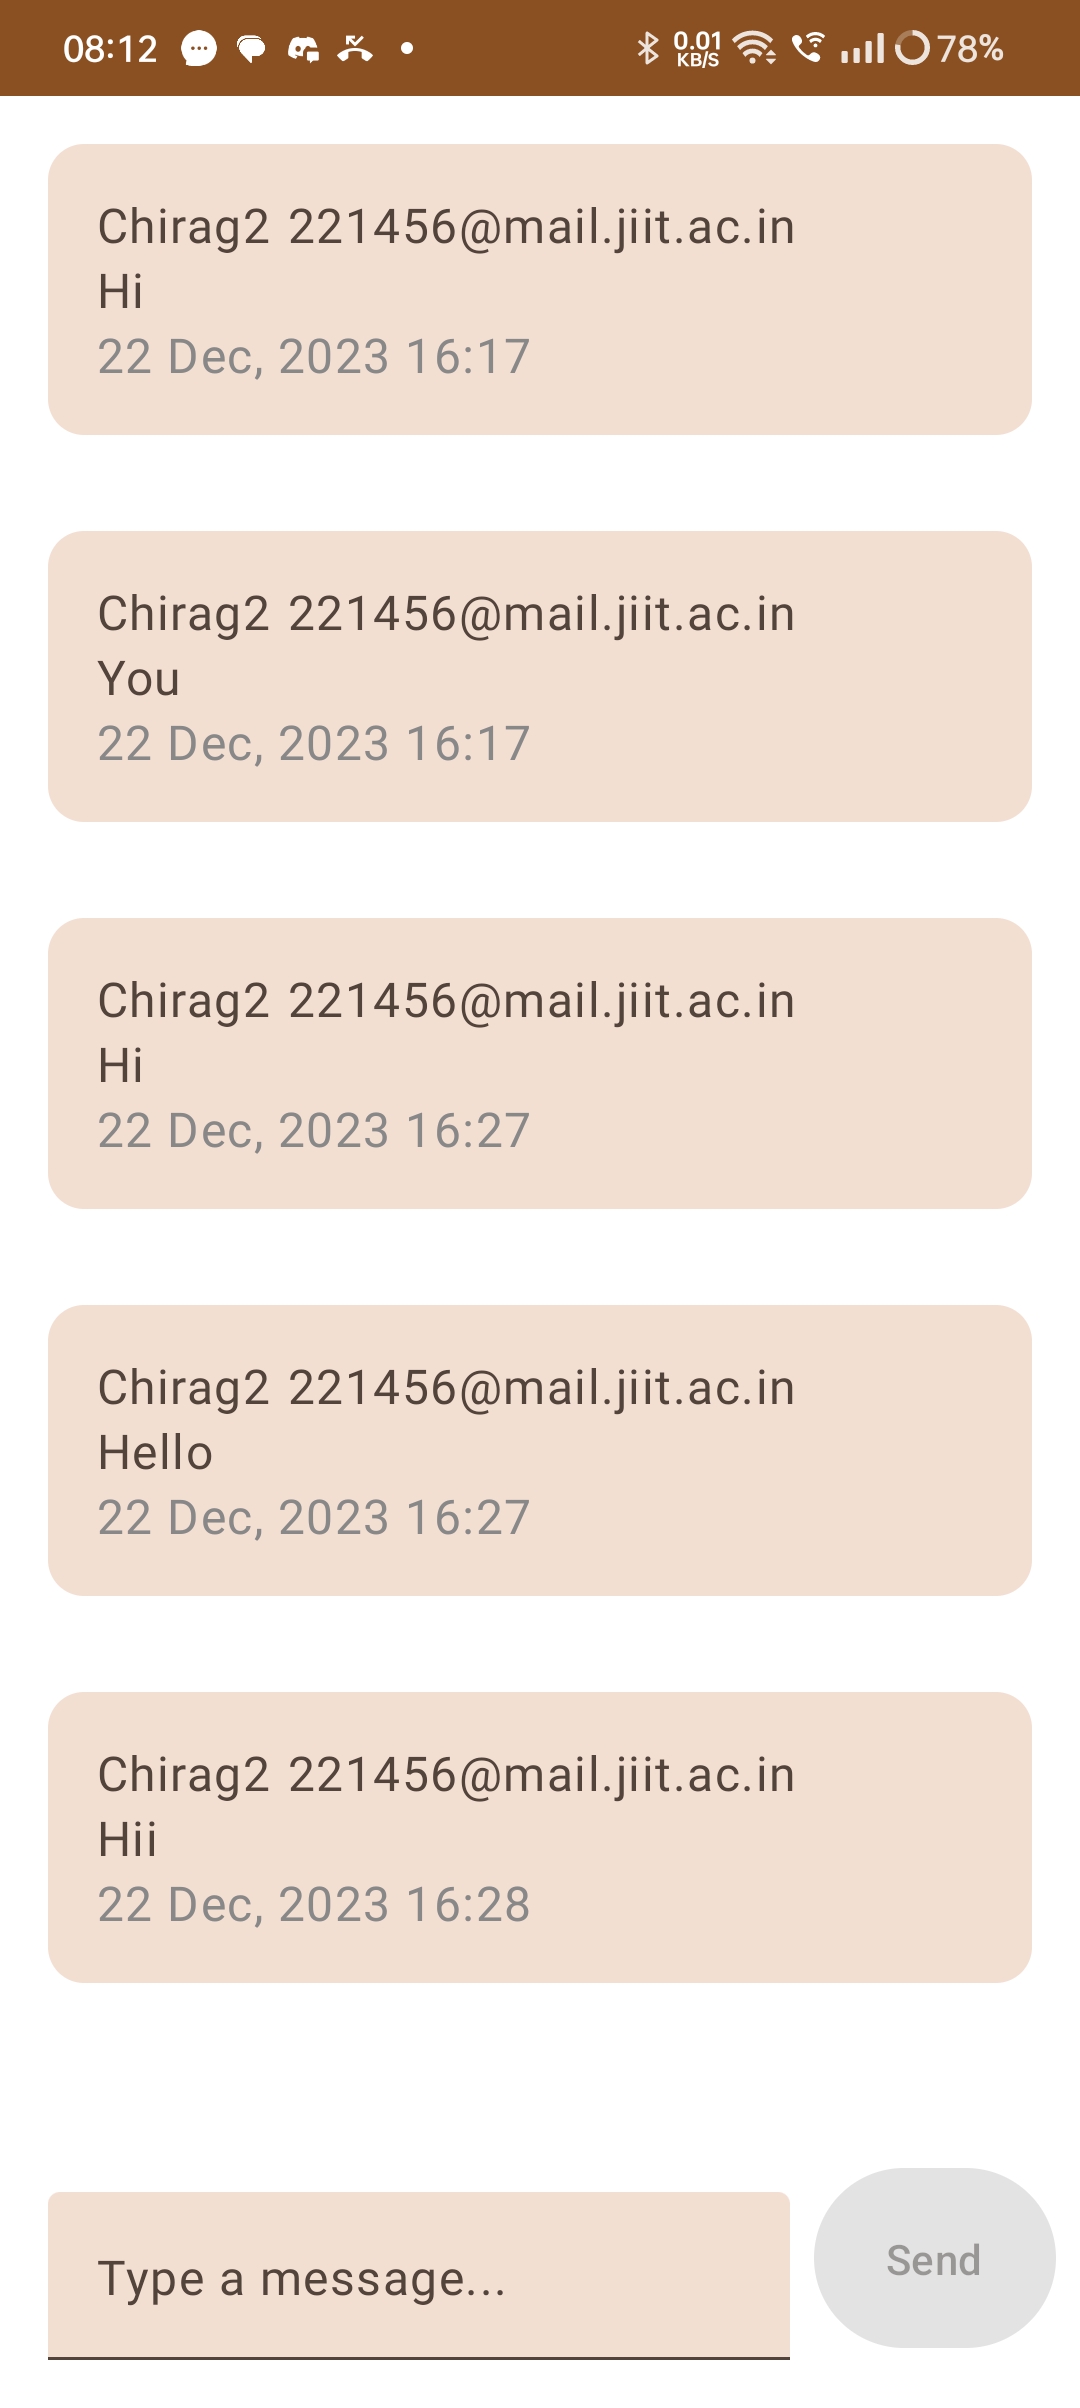 08:12 0.01 KB/S 78%
Chirag2 221456@mail.jiit.ac.in
Hi
22 Dec, 2023 16:17
Chirag2 221456@mail.jiit.ac.in
You
22 Dec, 2023 16:17
Chirag2 221456@mail.jiit.ac.in
Hi
22 Dec, 2023 16:27
Chirag2 221456@mail.jiit.ac.in
Hello
22 Dec, 2023 16:27
Chirag2 221456@mail.jiit.ac.in
Hii
22 Dec, 2023 16:28
Type a message...
Send